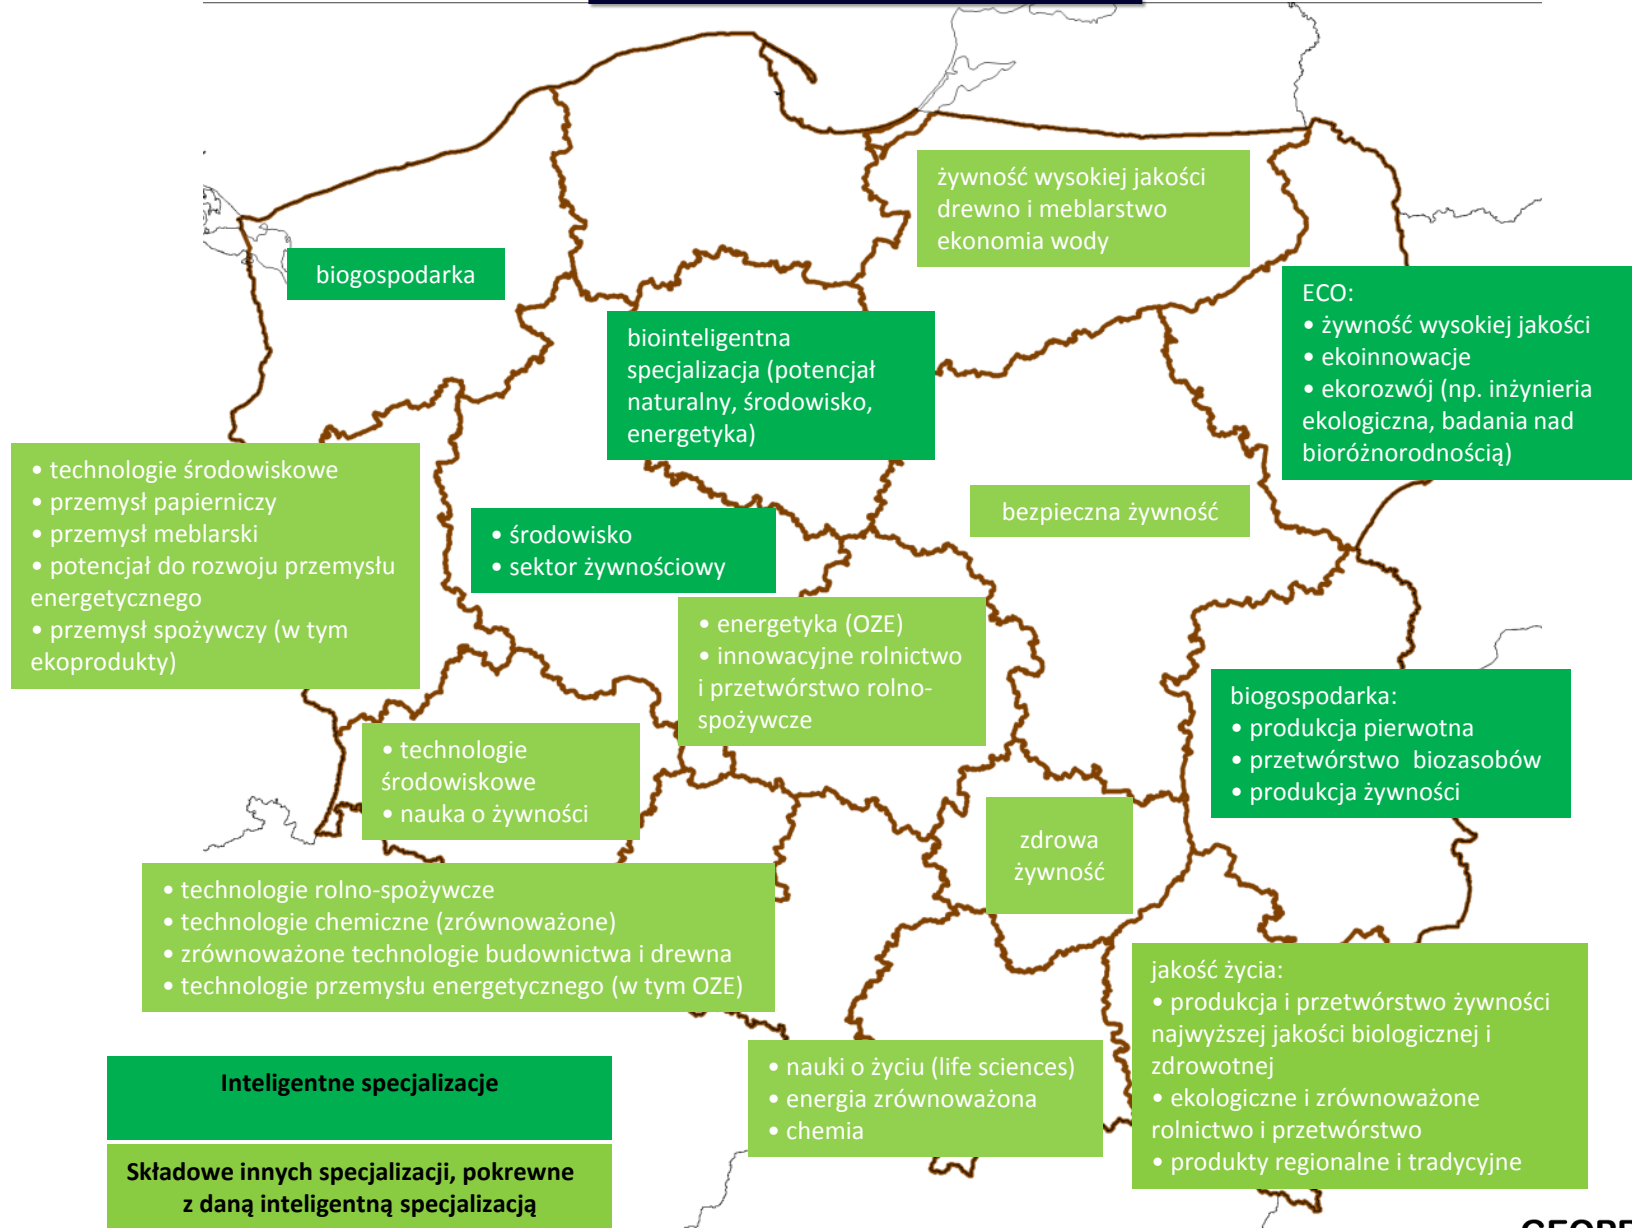 żywność wysokiej jakości
drewno i meblarstwo
ekonomia wody
biogospodarka
ECO:
• żywność wysokiej jakości
• ekoinnowacje
• ekorozwój (np. inżynieria
ekologiczna, badania nad
bioróżnorodnością)
biointeligentna
specjalizacja (potencjał
naturalny, środowisko,
energetyka)
• technologie środowiskowe
• przemysł papierniczy
• przemysł meblarski
• potencjał do rozwoju przemysłu
energetycznego
• przemysł spożywczy (w tym
ekoprodukty)
bezpieczna żywność
• środowisko
• sektor żywnościowy
• energetyka (OZE)
• innowacyjne rolnictwo
i przetwórstwo rolno-
spożywcze
biogospodarka:
• produkcja pierwotna
• przetwórstwo biozasobów
• produkcja żywności
• technologie
środowiskowe
• nauka o żywności
zdrowa
żywność
• technologie rolno-spożywcze
• technologie chemiczne (zrównoważone)
• zrównoważone technologie budownictwa i drewna
• technologie przemysłu energetycznego (w tym OZE)
jakość życia:
• produkcja i przetwórstwo żywności
najwyższej jakości biologicznej i
zdrowotnej
• ekologiczne i zrównoważone
rolnictwo i przetwórstwo
• produkty regionalne i tradycyjne
• nauki o życiu (life sciences)
• energia zrównoważona
• chemia
Inteligentne specjalizacje
Składowe innych specjalizacji, pokrewne
z daną inteligentną specjalizacją